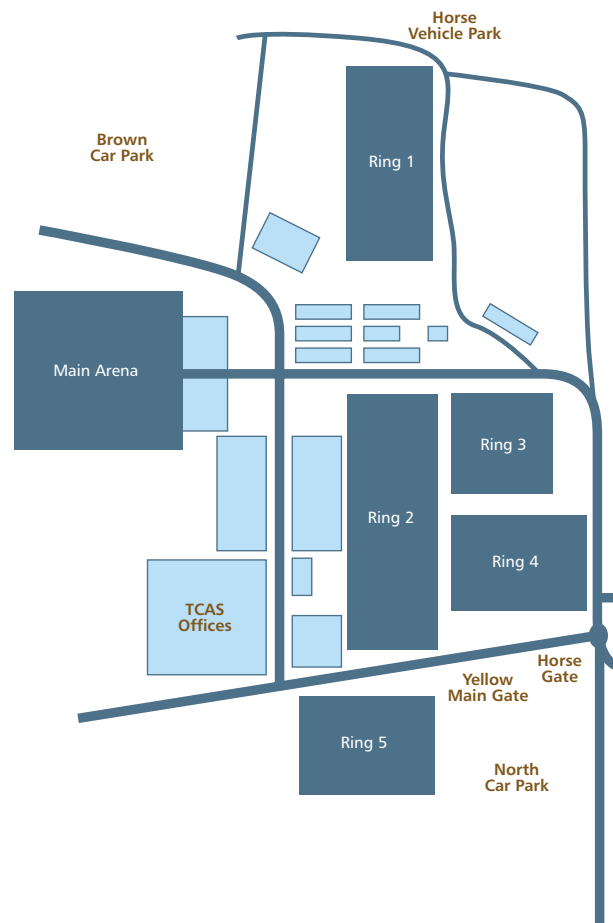 Horse
Vehicle Park
Brown
Car Park
Ring 1
Main Arena
Ring 3
Ring 2
Ring 4
TCAS
Offices
Horse
Gate
Yellow
Main Gate
Ring 5
North
Car Park